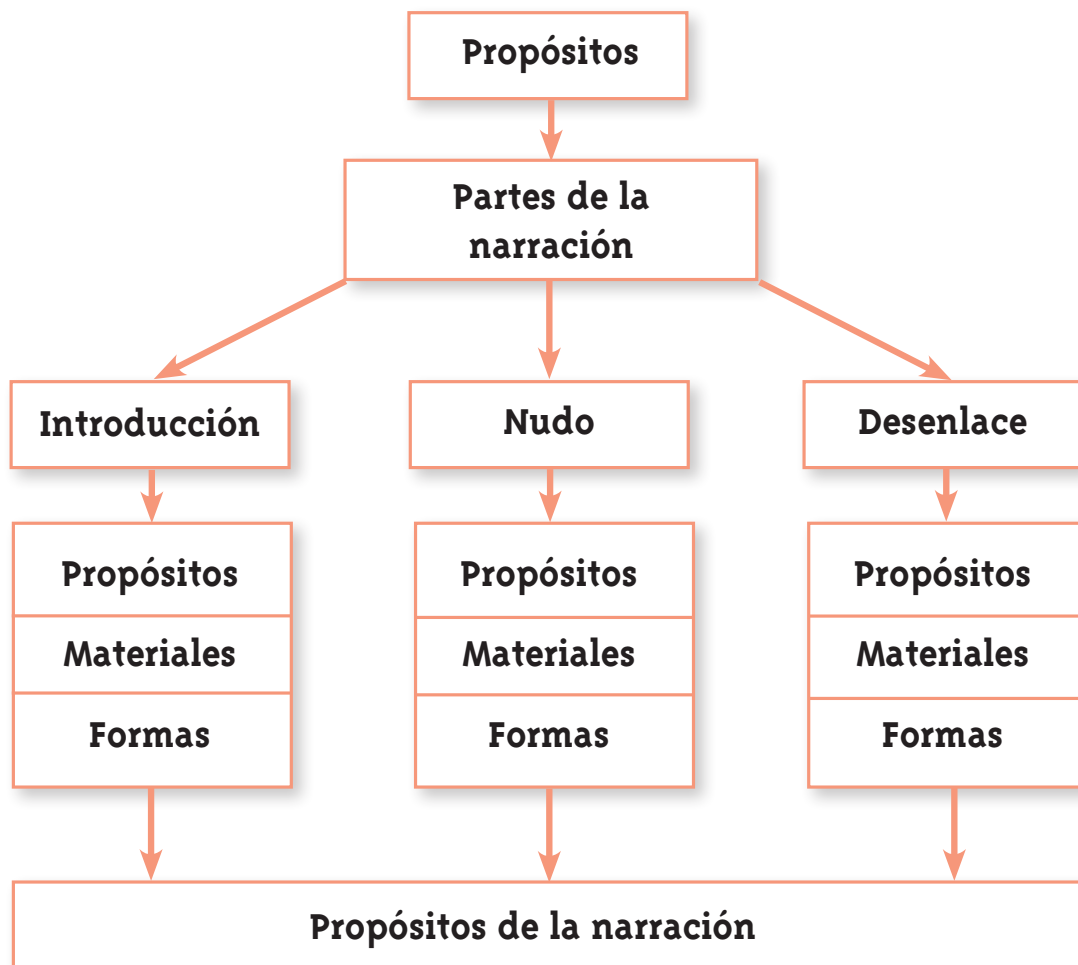 Propósitos
Partes de la
narración
Introducción
Nudo
Desenlace
Propósitos
Materiales
Formas
Propósitos
Materiales
Formas
Propósitos
Materiales
Formas
Propósitos de la narración